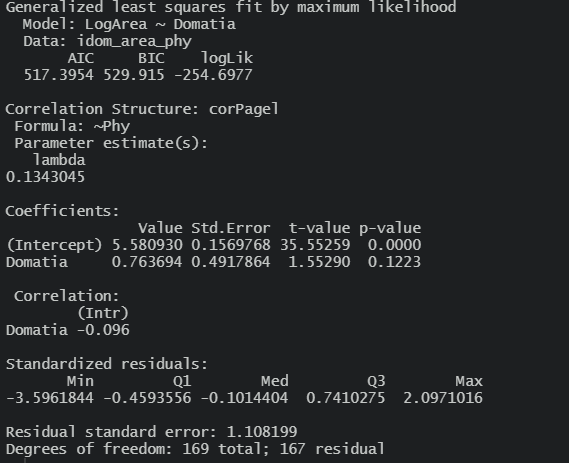 Generalized least squares fit by maximum likelihood
  Model: LogArea ~ Domatia
  Data: idom_area_phy
       AIC     BIC    logLik
  517.3954 529.915 -254.6977

Correlation Structure: corPagel
 Formula: ~Phy
 Parameter estimate(s):
   lambda
0.1343045

Coefficients:
               Value Std.Error  t-value p-value
(Intercept) 5.580930 0.1569768 35.55259  0.0000
Domatia     0.763694 0.4917864  1.55290  0.1223

 Correlation:
        (Intr)
Domatia -0.096

Standardized residuals:
       Min         Q1        Med         Q3        Max
-3.5961844 -0.4593556 -0.1014404  0.7410275  2.0971016

Residual standard error: 1.108199
Degrees of freedom: 169 total; 167 residual